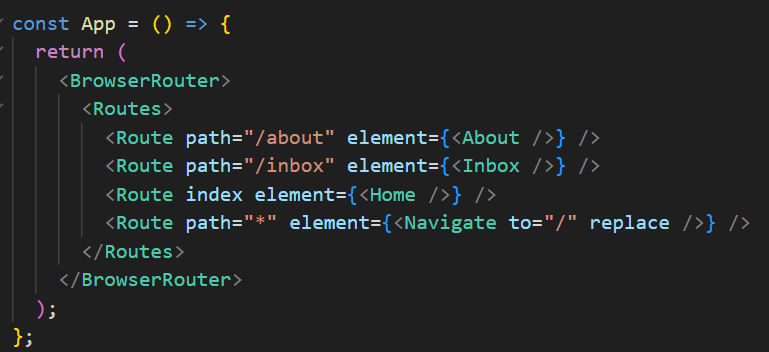 const App = () => {
return (
<BrowserRouter>
<Routes>
<Route path="/about" element={<About />} />
<Route path="/inbox" element={<Inbox />} />
<Route index element={<Home />} />
<Route path="*" element={<Navigate to="/" replace />} />
</Routes>
</BrowserRouter>
);
};